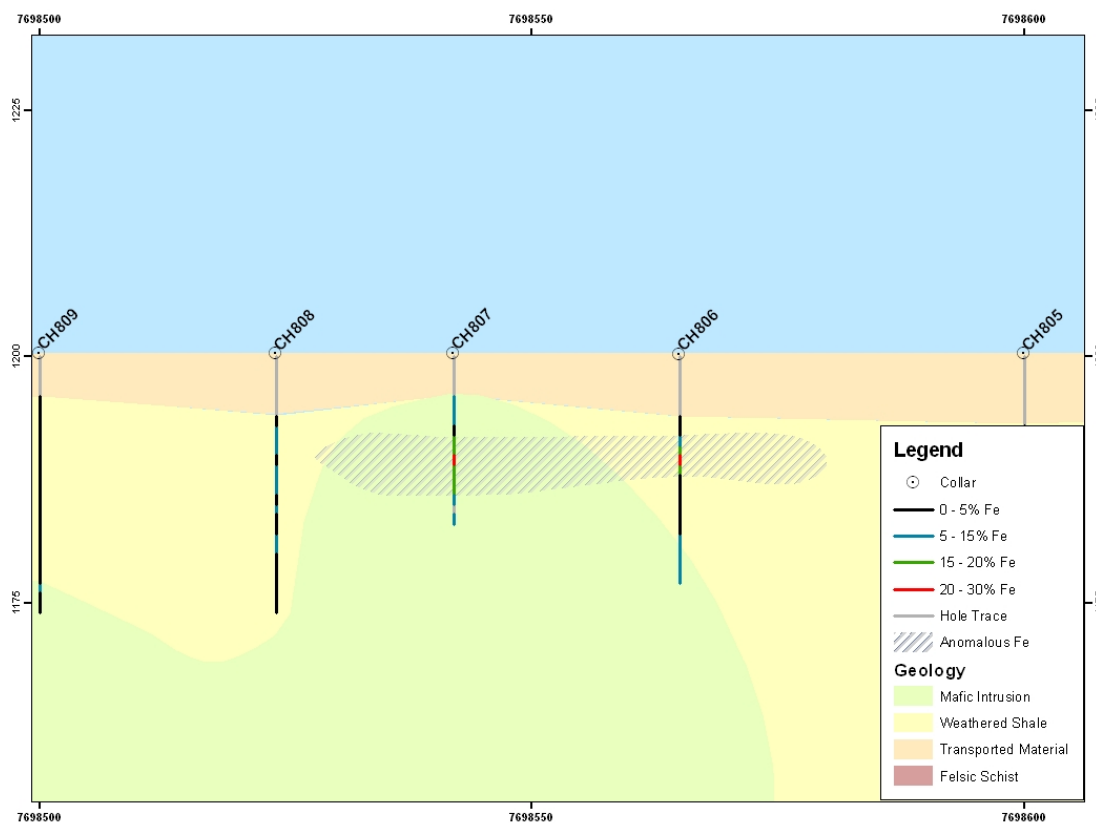 7698500 7698550 7698600
1225
CH809 CH808 CH807 CH806 CH805
1200
1175
Legend
Collar
0 - 5% Fe
5 - 15% Fe
15 - 20% Fe
20 - 30% Fe
Hole Trace
Anomalous Fe
Geology
Mafic Intrusion
Weathered Shale
Transported Material
Felsic Schist
7698500 7698550 7698600